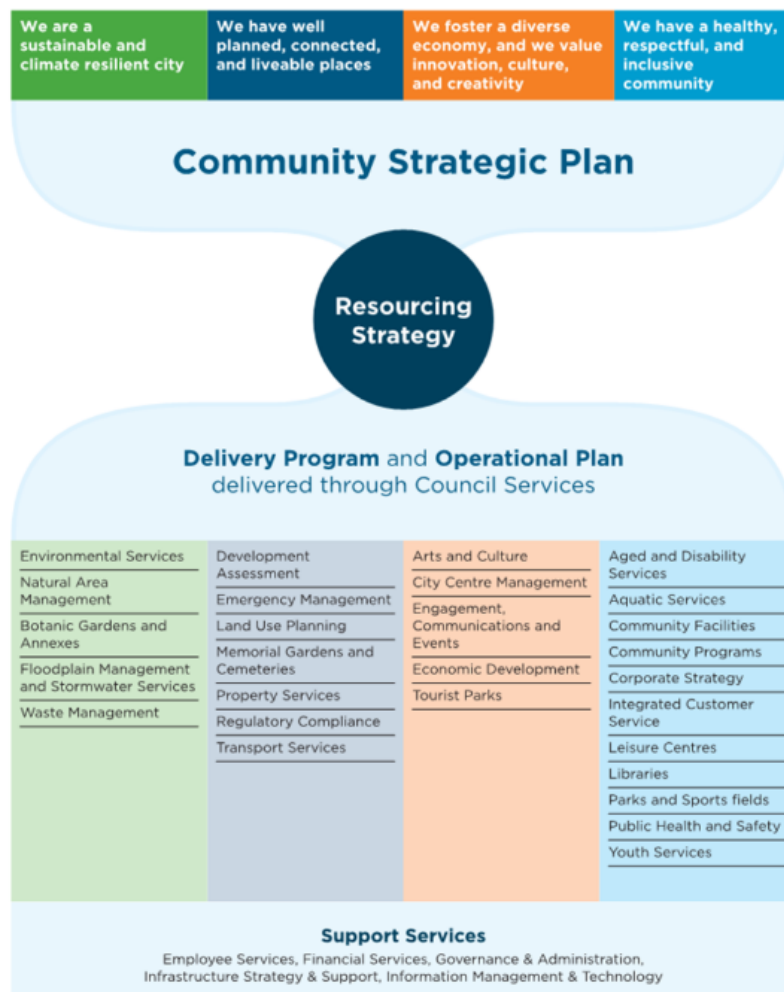 We are a
sustainable and
climate resilient city
We have well
planned, connected,
and liveable places
We foster a diverse
economy, and we value
innovation, culture,
and creativity
We have a healthy,
respectful, and
inclusive
community
Community Strategic Plan
Resourcing
Strategy
Delivery Program and Operational Plan
delivered through Council Services
Environmental Services
Natural Area
Management
Botanic Gardens and
Annexes
Floodplain Management
and Stormwater Services
Waste Management
Development
Assessment
Emergency Management
Land Use Planning
Memorial Gardens and
Cemeteries
Property Services
Regulatory Compliance
Transport Services
Arts and Culture
City Centre Management
Engagement,
Communications and
Events
Economic Development
Tourist Parks
Aged and Disability
Services
Aquatic Services
Community Facilities
Community Programs
Corporate Strategy
Integrated Customer
Service
Leisure Centres
Libraries
Parks and Sports fields
Public Health and Safety
Youth Services
Support Services
Employee Services, Financial Services, Governance & Administration,
Infrastructure Strategy & Support, Information Management & Technology